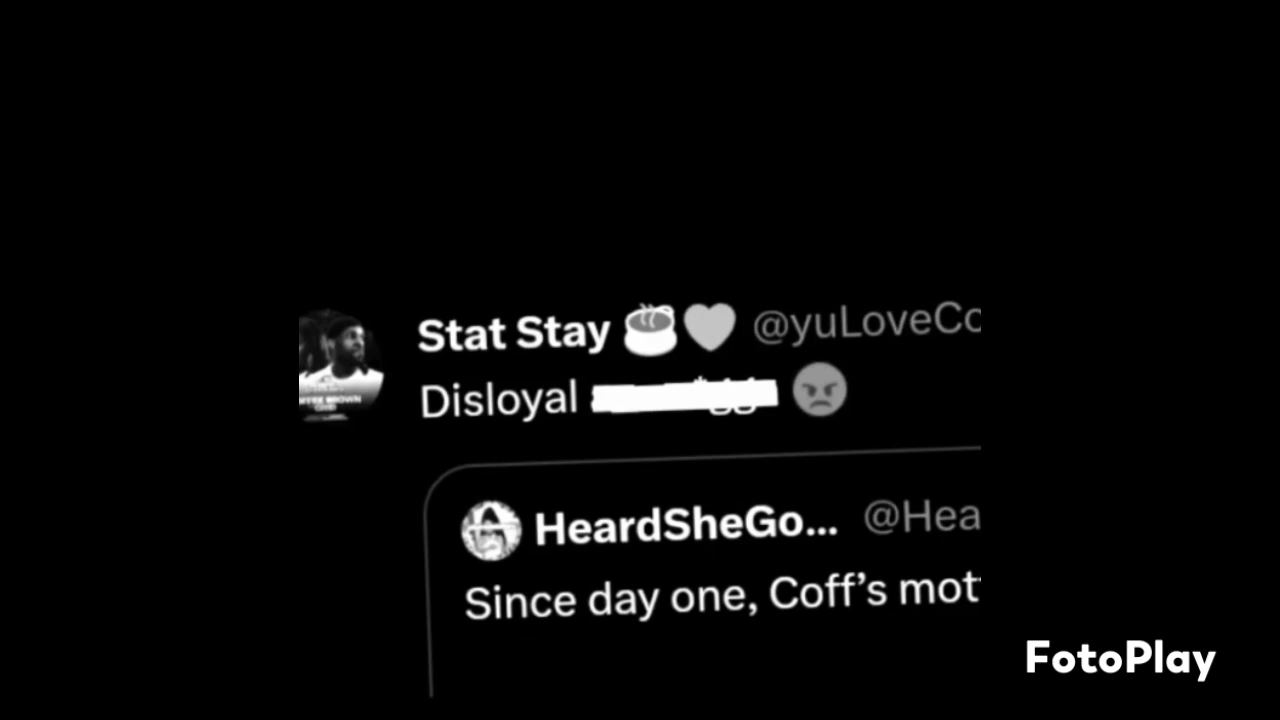 Stat Stay ☕🤍 @yuLoveCo
Disloyal 😡
HeardSheGo... @Hea
Since day one, Coff’s mot
FotoPlay